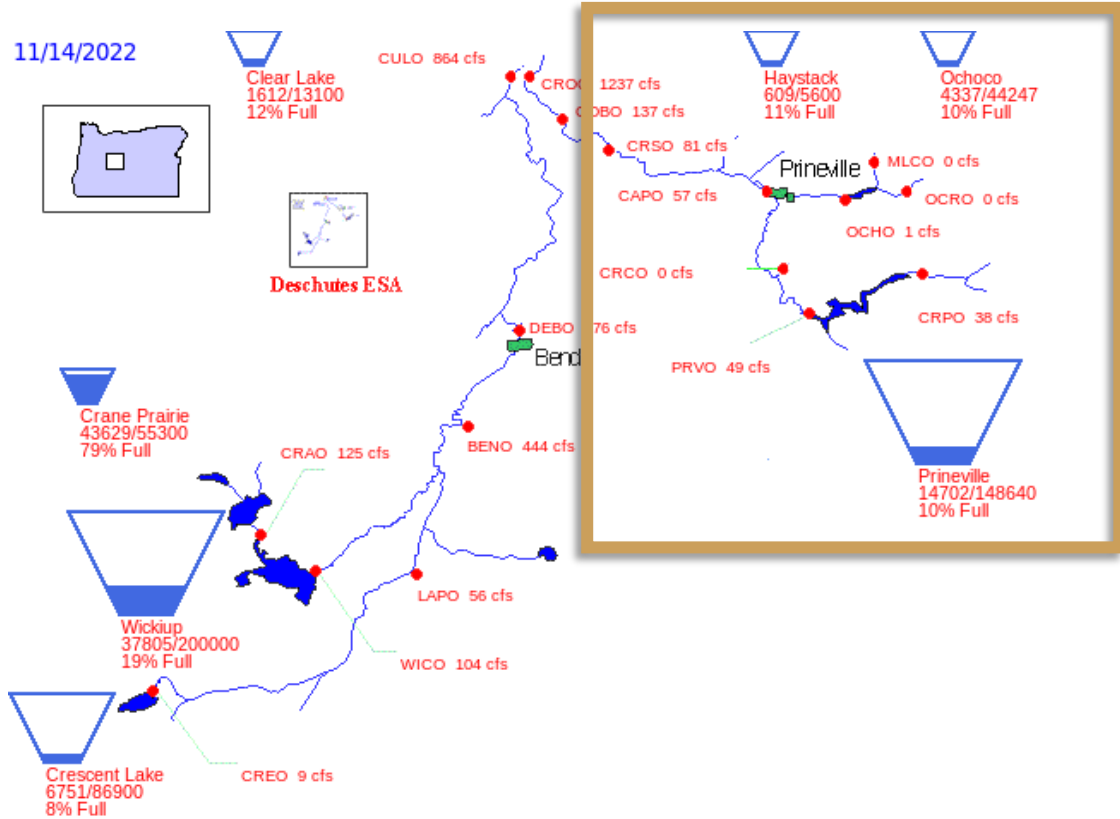 11/14/2022
Clear Lake
1612/13100
12% Full
CULO 864 cfs
1237 cfs
137 cfs
CRSO 81 cfs
Haystack
609/5600
11% Full
Ochoco
4337/44247
10% Full
Prineville
MLCO 0 cfs
CAPO 57 cfs
OCRO 0 cfs
OCHO 1 cfs
CRCO 0 cfs
CRPO 38 cfs
PRVO 49 cfs
Deschutes ESA
DEBO 76 cfs
Bend
Crane Prairie
43629/55300
79% Full
BENO 444 cfs
CRAO 125 cfs
Prineville
14702/148640
10% Full
Wickiup
37805/200000
19% Full
LAPO 56 cfs
WICO 104 cfs
Crescent Lake
6751/86900
8% Full
CREO 9 cfs